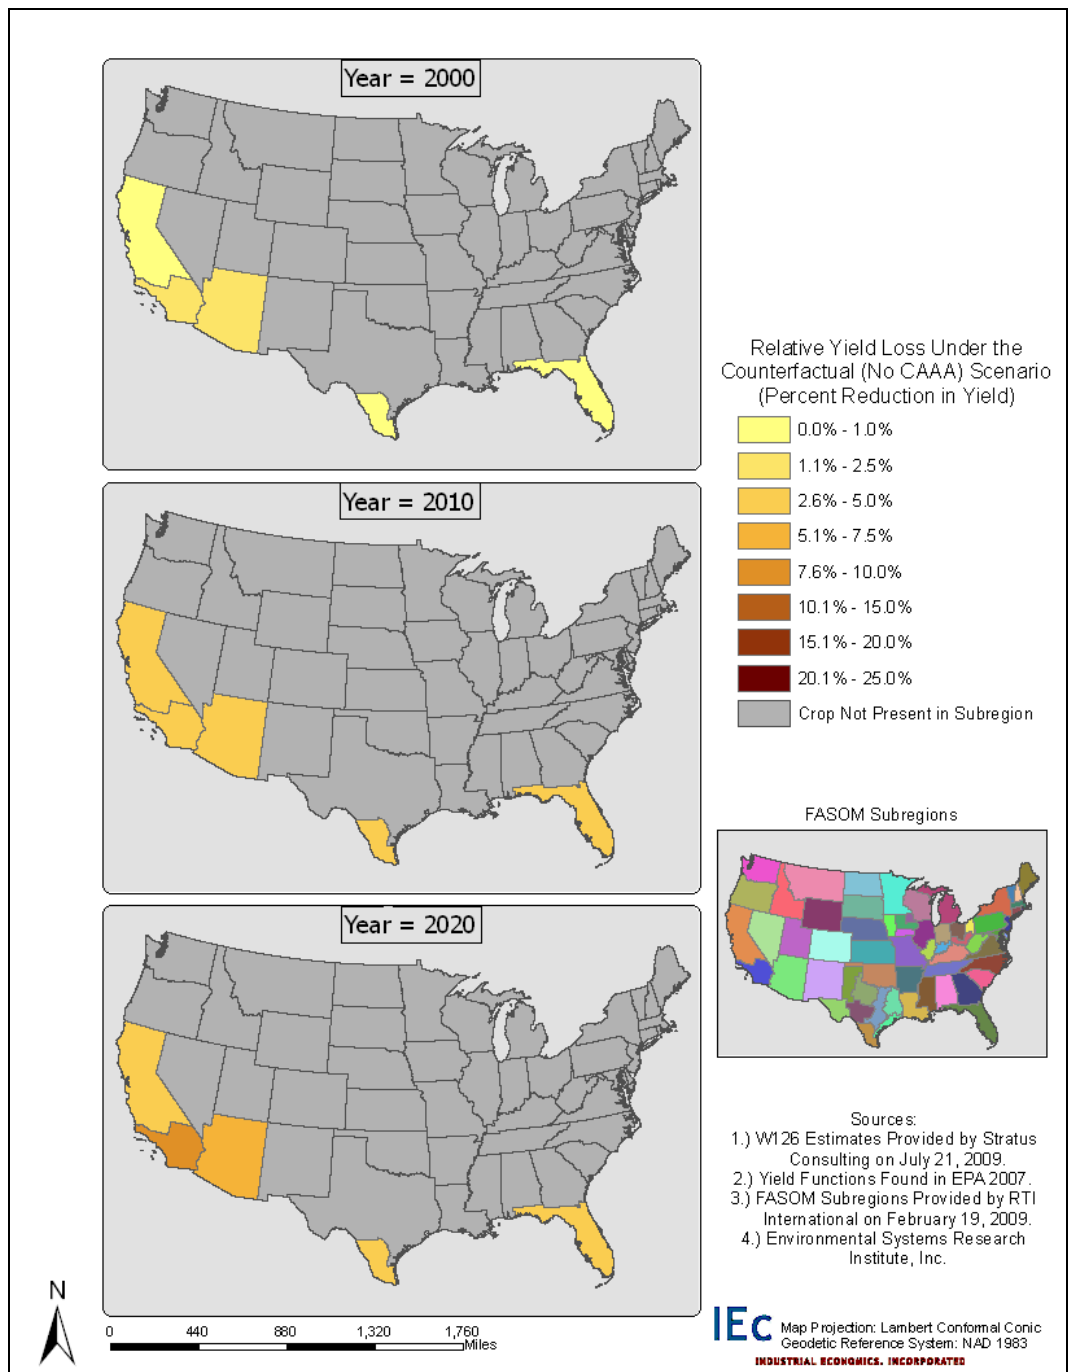 Year = 2000
Year = 2010
Year = 2020
Relative Yield Loss Under the
Counterfactual (No CAAA) Scenario
(Percent Reduction in Yield)
0.0% - 1.0%
1.1% - 2.5%
2.6% - 5.0%
5.1% - 7.5%
7.6% - 10.0%
10.1% - 15.0%
15.1% - 20.0%
20.1% - 25.0%
Crop Not Present in Subregion
FASOM Subregions
Sources:
1.) W126 Estimates Provided by Stratus
Consulting on July 21, 2009.
2.) Yield Functions Found in EPA 2007.
3.) FASOM Subregions Provided by RTI
International on February 19, 2009.
4.) Environmental Systems Research
Institute, Inc.
N
0 440 880 1,320 1,760
Miles
IEc
Map Projection: Lambert Conformal Conic
Geodetic Reference System: NAD 1983
INDUSTRIAL ECONOMICS, INCORPORATED